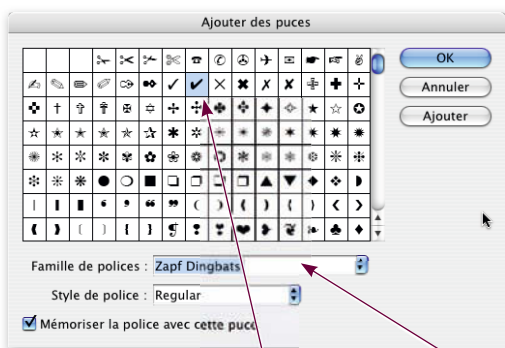 Ajouter des puces
OK
Annuler
Ajouter
Famille de polices : Zapf Dingbats
Style de police : Regular
Mémoriser la police avec cette puce